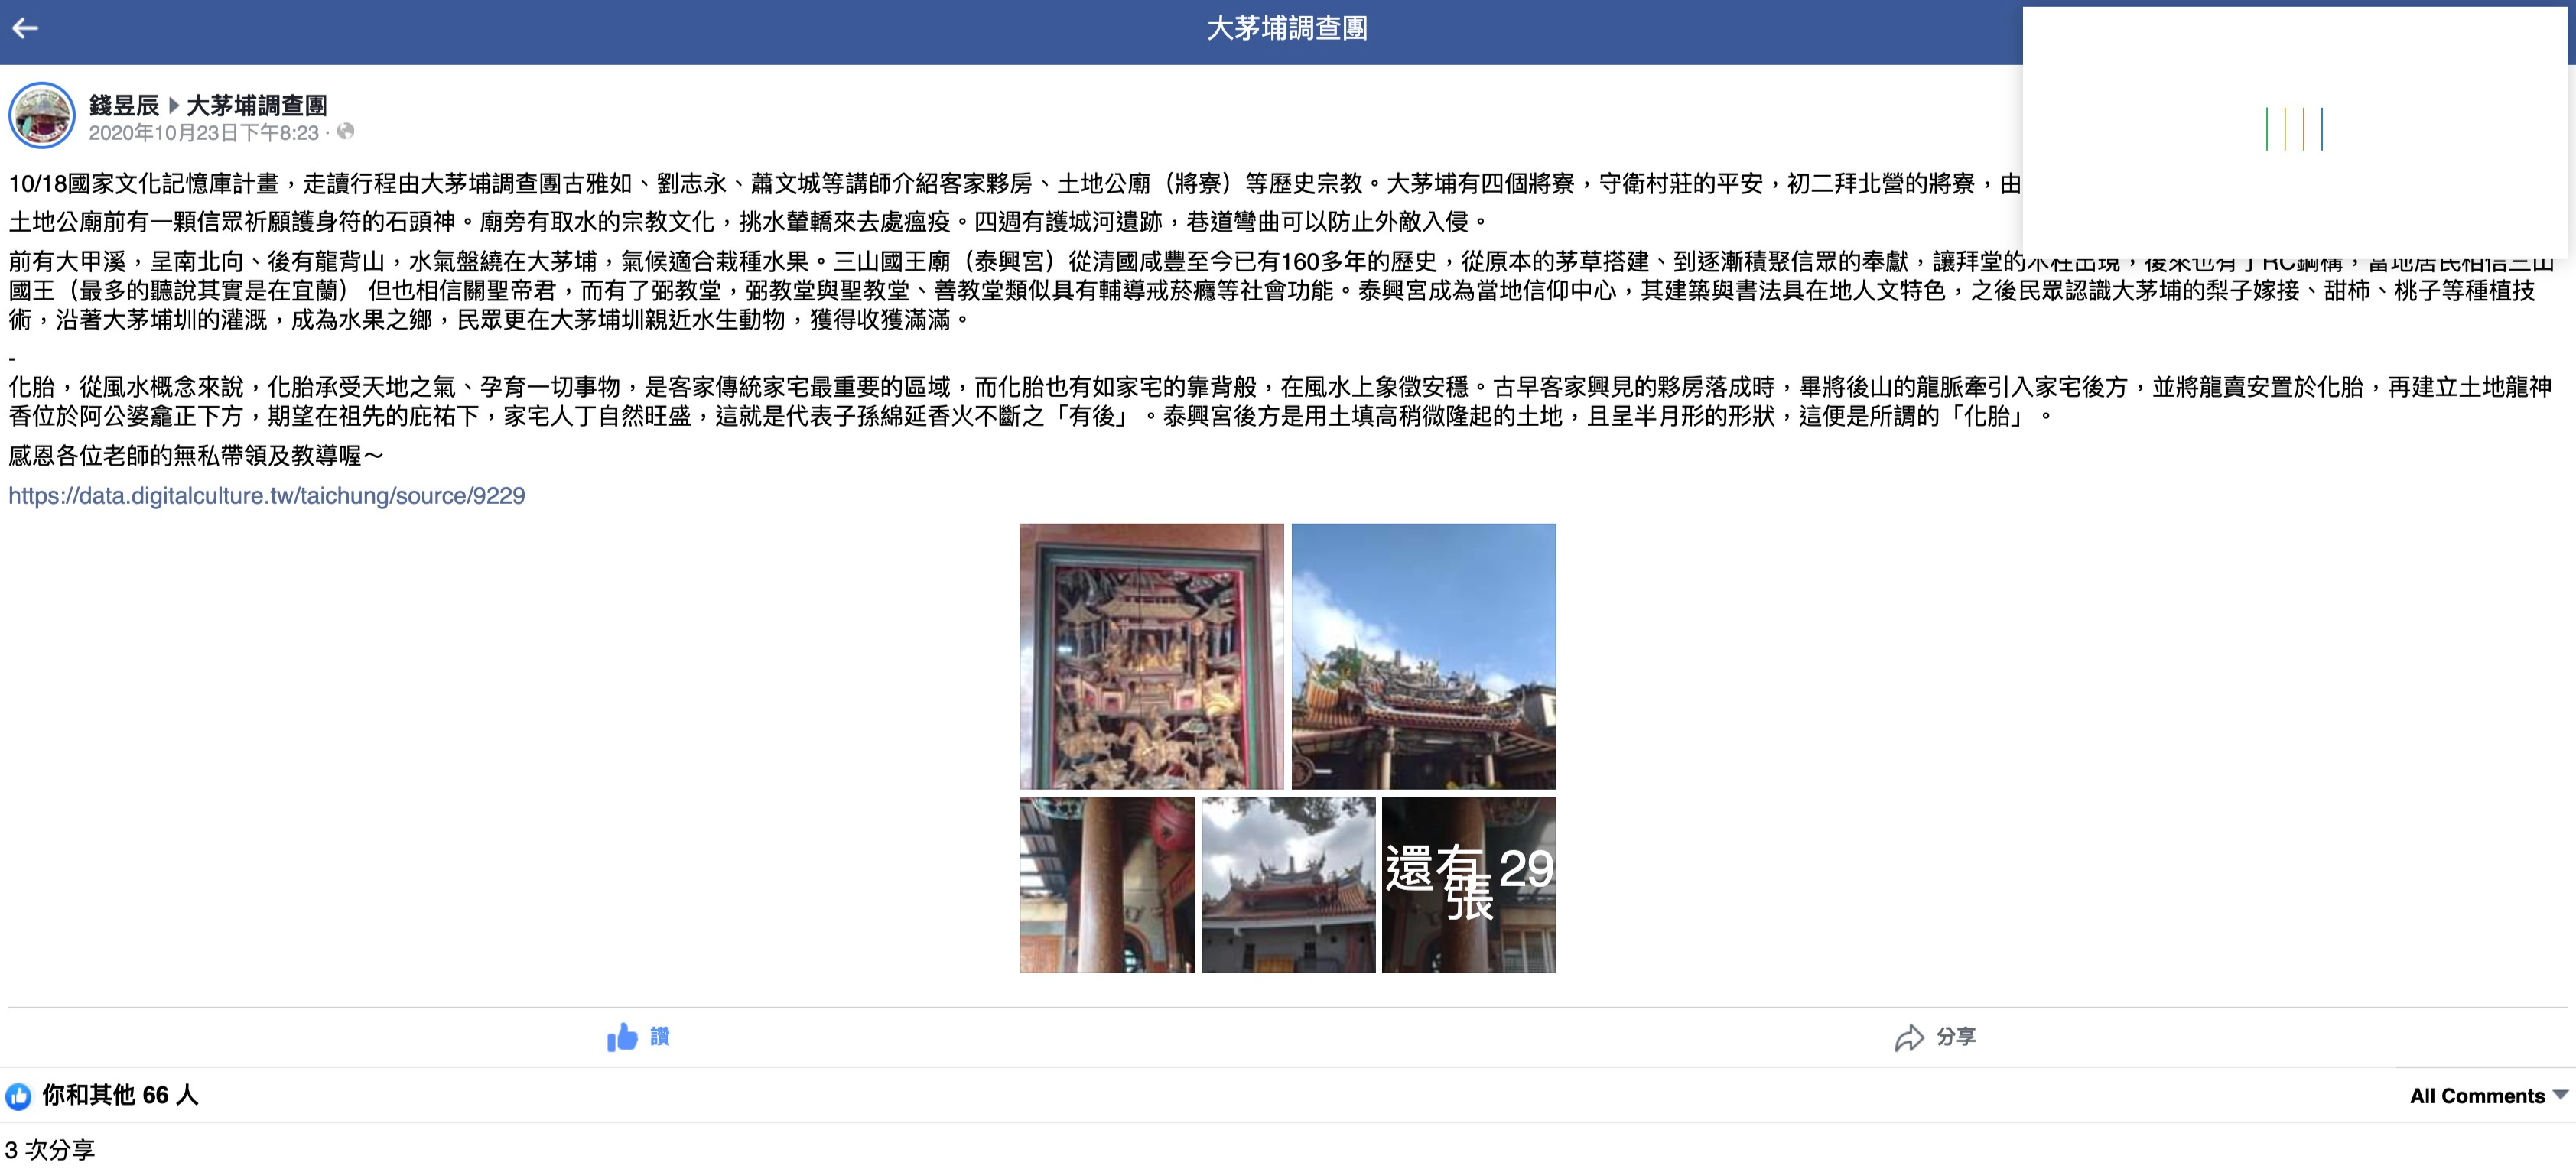 大茅埔調查團
錢昱辰 ▶ 大茅埔調查團
2020年10月23日下午8:23 ·
10/18國家文化記憶庫計畫，走讀行程由大茅埔調查團古雅如、劉志永、蕭文城等講師介紹客家夥房、土地公廟（將寮）等歷史宗教。大茅埔有四個將寮，守衛村莊的平安，初二拜北營的將寮，由
土地公廟前有一顆信眾祈願護身符的石頭神。廟旁有取水的宗教文化，挑水輦轎來去處瘟疫。四週有護城河遺跡，巷道彎曲可以防止外敵入侵。
前有大甲溪，呈南北向、後有龍背山，水氣盤繞在大茅埔，氣候適合栽種水果。三山國王廟（泰興宮）從清國咸豐至今已有160多年的歷史，從原本的茅草搭建、到逐漸積聚信眾的奉獻，讓拜堂的木柱出現，後來也有了RC鋼構，當地居民相信三山
國王（最多的聽說其實是在宜蘭） 但也相信關聖帝君，而有了弼教堂，弼教堂與聖教堂、善教堂類似具有輔導戒菸癮等社會功能。泰興宮成為當地信仰中心，其建築與書法具在地人文特色，之後民眾認識大茅埔的梨子嫁接、甜柿、桃子等種植技
術，沿著大茅埔圳的灌溉，成為水果之鄉，民眾更在大茅埔圳親近水生動物，獲得收獲滿滿。
-
化胎，從風水概念來說，化胎承受天地之氣、孕育一切事物，是客家傳統家宅最重要的區域，而化胎也有如家宅的靠背般，在風水上象徵安穩。古早客家興見的夥房落成時，畢將後山的龍脈牽引入家宅後方，並將龍賣安置於化胎，再建立土地龍神
香位於阿公婆龕正下方，期望在祖先的庇祐下，家宅人丁自然旺盛，這就是代表子孫綿延香火不斷之「有後」。泰興宮後方是用土填高稍微隆起的土地，且呈半月形的形狀，這便是所謂的「化胎」。
感恩各位老師的無私帶領及教導喔～
https://data.digitalculture.tw/taichung/source/9229
還有 29
張
讚
分享
你和其他 66 人
All Comments
3 次分享